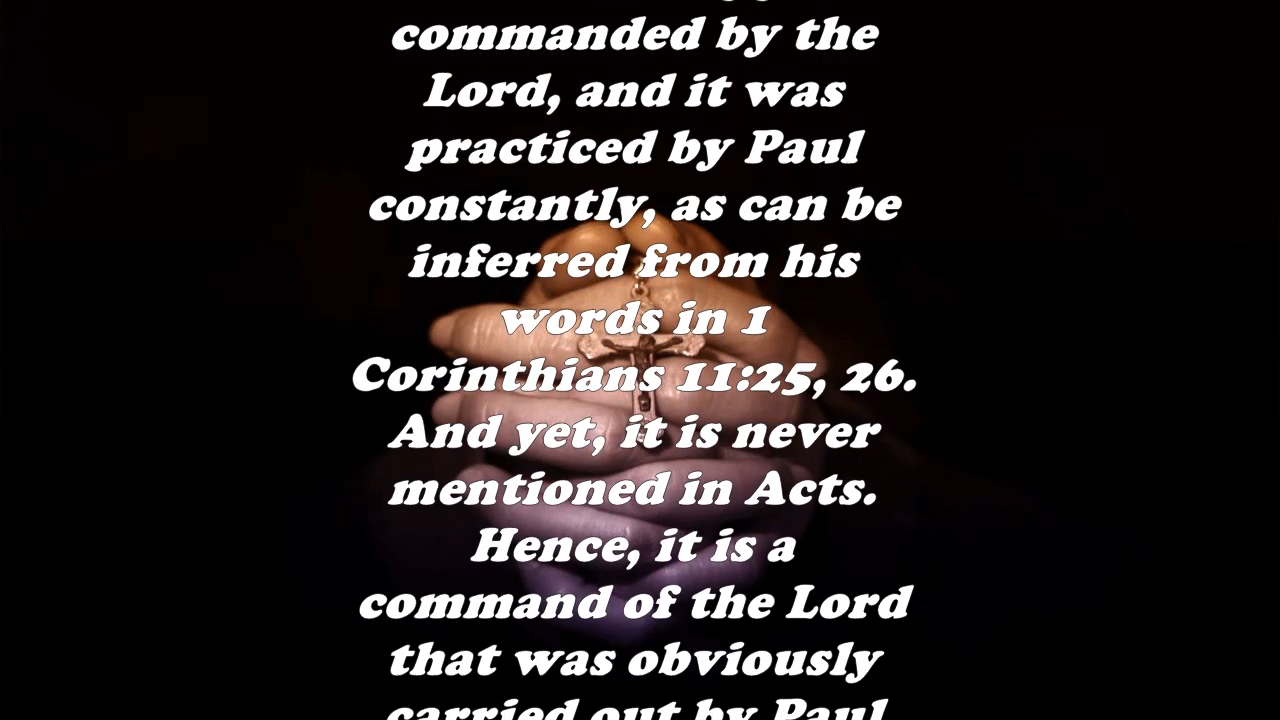 commanded by the
Lord, and it was
practiced by Paul
constantly, as can be
inferred from his
words in 1
Corinthians 11:25, 26.
And yet, it is never
mentioned in Acts.
Hence, it is a
command of the Lord
that was obviously
carried out by Paul